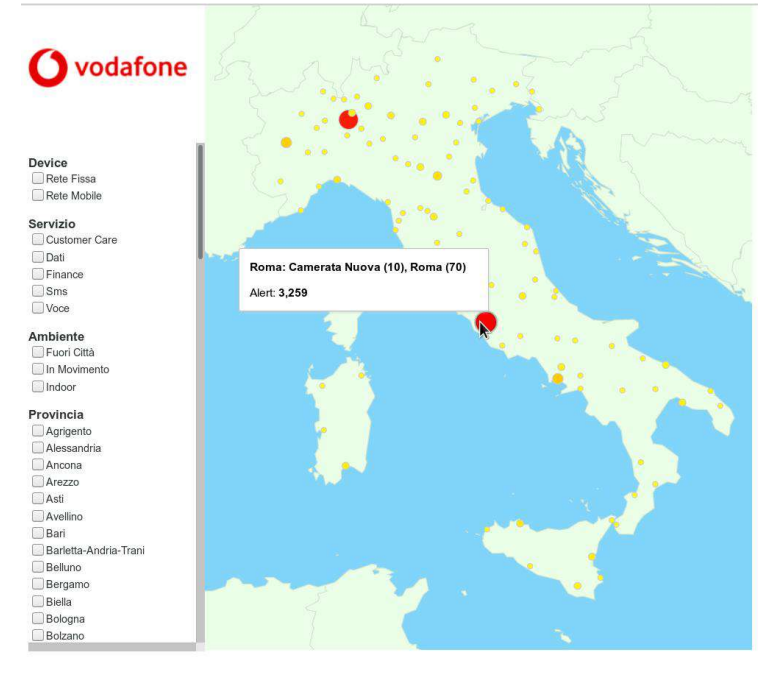 vodafone
Device
Rete Fissa
Rete Mobile
Servizio
Customer Care
Dati
Finance
Sms
Voce
Ambiente
Fuori Città
In Movimento
Indoor
Provincia
Agrigento
Alessandria
Ancona
Arezzo
Asti
Avellino
Bari
Barletta-Andria-Trani
Belluno
Bergamo
Biella
Bologna
Bolzano
Roma: Camerata Nuova (10), Roma (70)
Alert: 3,259